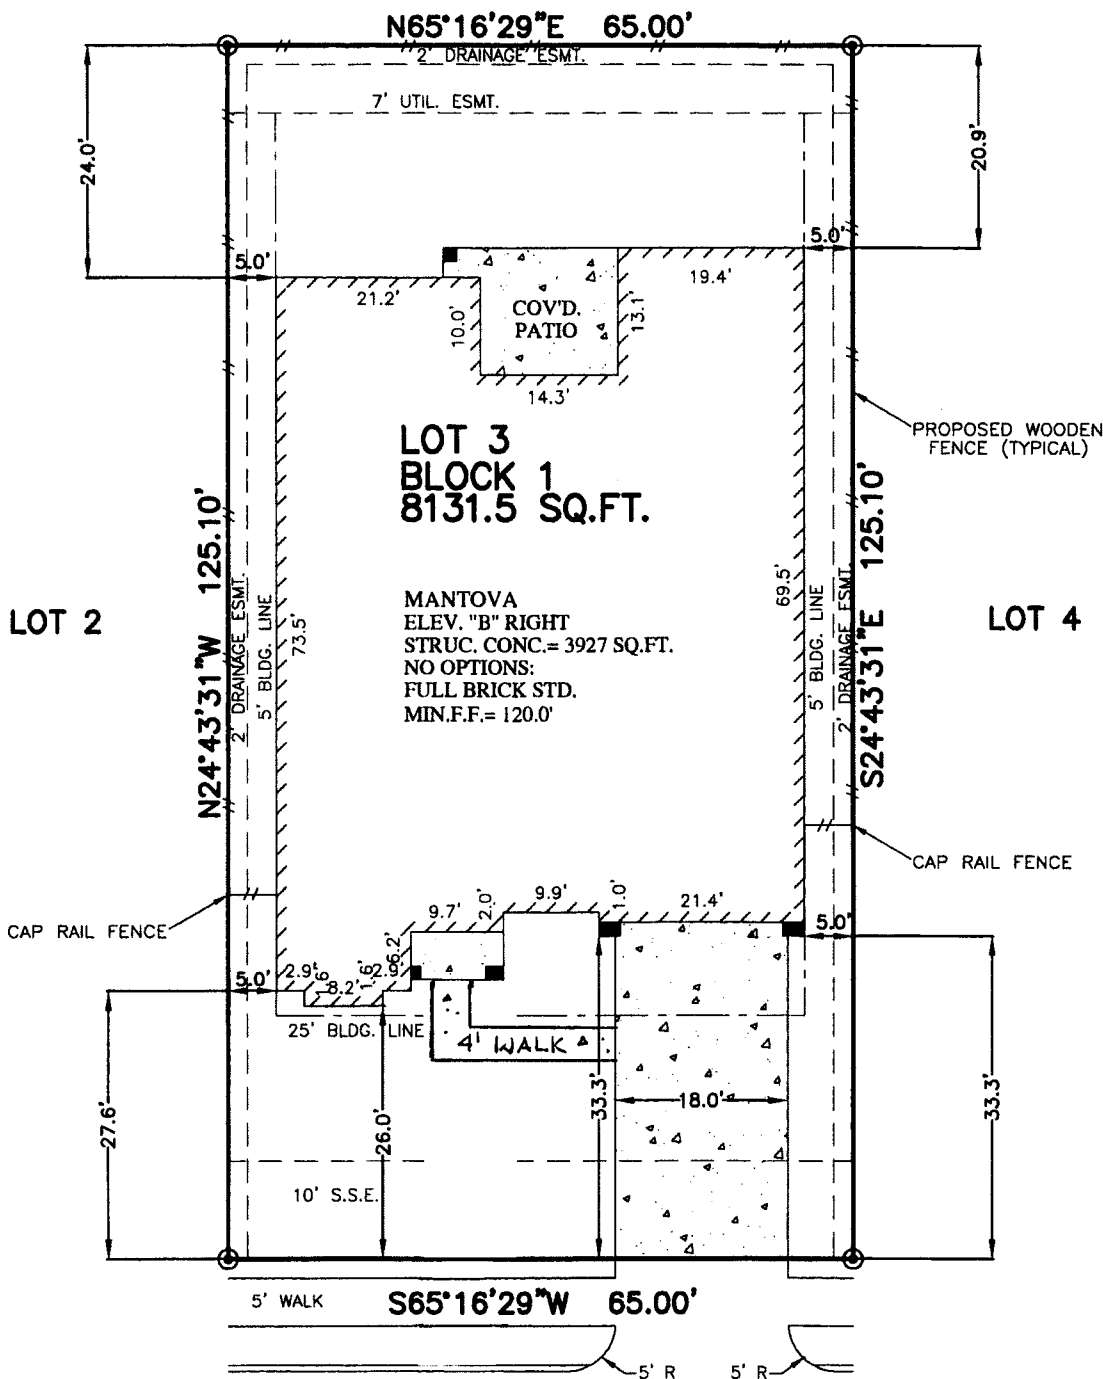 N65°16'29"E 65.00'
2' DRAINAGE ESMT.
7' UTIL. ESMT.
24.0'
20.9'
5.0'
5.0'
21.2'
19.4'
10.0'
COV'D.
PATIO
13.1'
14.3'
LOT 3
BLOCK 1
8131.5 SQ.FT.
PROPOSED WOODEN
FENCE (TYPICAL)
N24°43'31"W 125.10'
2' DRAINAGE ESMT.
5' BLDG. LINE
73.5'
69.5'
5' BLDG. LINE
2' DRAINAGE ESMT.
S24°43'31"E 125.10'
LOT 2
LOT 4
MANTOVA
ELEV. "B" RIGHT
STRUC. CONC.= 3927 SQ.FT.
NO OPTIONS:
FULL BRICK STD.
MIN.F.F.= 120.0'
CAP RAIL FENCE
CAP RAIL FENCE
9.7'
2.0'
9.9'
1.0'
21.4'
5.0'
5.0'
2.9'
1.6'
8.2'
1.6'
2.9'
6.2'
25' BLDG. LINE
4' WALK
27.6'
26.0'
33.3'
18.0'
33.3'
10' S.S.E.
5' WALK
S65°16'29"W 65.00'
5' R
5' R